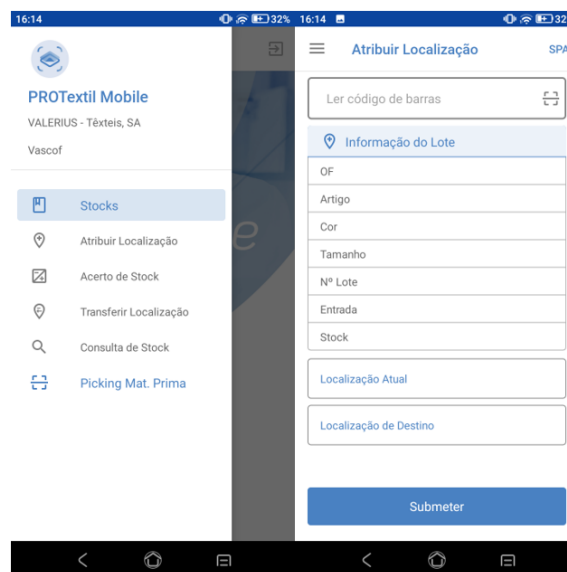 16:14
32%
PROTextil Mobile
VALERIUS - Têxteis, SA
Vascof
Stocks
Atribuir Localização
Acerto de Stock
Transferir Localização
Consulta de Stock
Picking Mat. Prima
e
16:14
32
Atribuir Localização
SPA
Ler código de barras
Informação do Lote
OF
Artigo
Cor
Tamanho
Nº Lote
Entrada
Stock
Localização Atual
Localização de Destino
Submeter